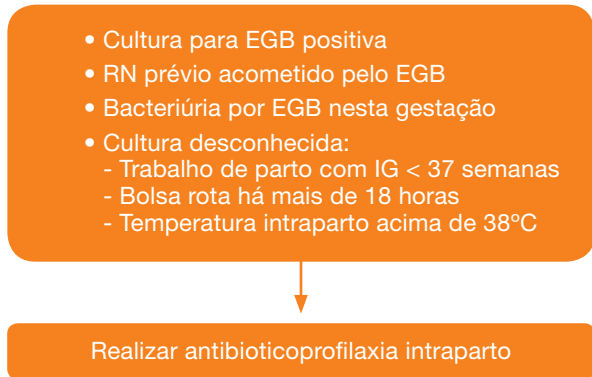 • Cultura para EGB positiva
• RN prévio acometido pelo EGB
• Bacteriúria por EGB nesta gestação
• Cultura desconhecida:
- Trabalho de parto com IG < 37 semanas
- Bolsa rota há mais de 18 horas
- Temperatura intraparto acima de 38ºC
Realizar antibioticoprofilaxia intraparto